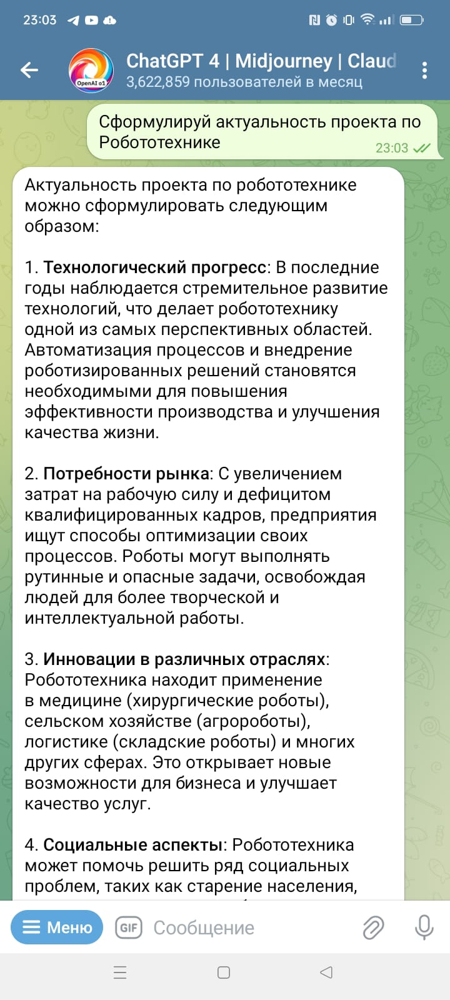 23:03
ChatGPT 4 | Midjourney | Claud
3,622,859 пользователей в месяц
OpenAI o1
Сформулируй актуальность проекта по
Робототехнике
23:03
Актуальность проекта по робототехнике
можно сформулировать следующим
образом:
1. Технологический прогресс: В последние
годы наблюдается стремительное развитие
технологий, что делает робототехнику
одной из самых перспективных областей.
Автоматизация процессов и внедрение
роботизированных решений становятся
необходимыми для повышения
эффективности производства и улучшения
качества жизни.
2. Потребности рынка: С увеличением
затрат на рабочую силу и дефицитом
квалифицированных кадров, предприятия
ищут способы оптимизации своих
процессов. Роботы могут выполнять
рутинные и опасные задачи, освобождая
людей для более творческой и
интеллектуальной работы.
3. Инновации в различных отраслях:
Робототехника находит применение
в медицине (хирургические роботы),
сельском хозяйстве (агророботы),
логистике (складские роботы) и многих
других сферах. Это открывает новые
возможности для бизнеса и улучшает
качество услуг.
4. Социальные аспекты: Робототехника
может помочь решить ряд социальных
проблем, таких как старение населения,
Меню
GIF
Сообщение